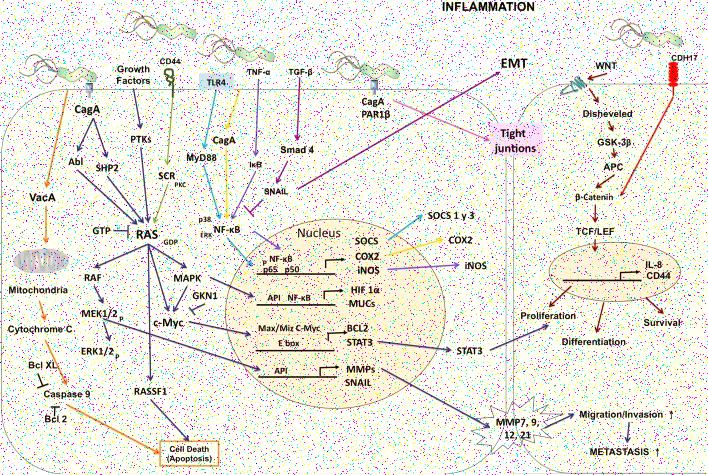 INFLAMMATION
CD44
CDH17
Growth
Factors
TLR4
TNF-α
TGF-β
EMT
WNT
CagA
CagA
PAR1β
CagA
Disheveled
PTKs
Tight
juntions
GSK-3β
Abl
SHP2
MyD88
IκB
Smad 4
APC
SCR
PKC
SNAIL
VacA
β-Catenin
GTP
RAS
GDP
p38
ERK
NF-κB
SOCS 1 y 3
TCF/LEF
Nucleus
SOCS
COX2
COX2
P
NF-κB
p65 p50
iNOS
iNOS
IL-8
CD44
Mitochondria
RAF
MAPK
GKN1
API NF-κB
HIF 1α
MUCs
MEK1/2
P
c-Myc
Proliferation
Survival
Cytochrome C
Max/Miz C-Myc
BCL2
E box
STAT3
STAT3
Differentiation
ERK1/2
P
Bcl XL
API
MMPs
SNAIL
Caspase 9
RASSF1
Bcl 2
MMP7, 9,
12, 21
Migration/Invasion ↑
Cell Death
(Apoptosis)
METASTASIS ↑